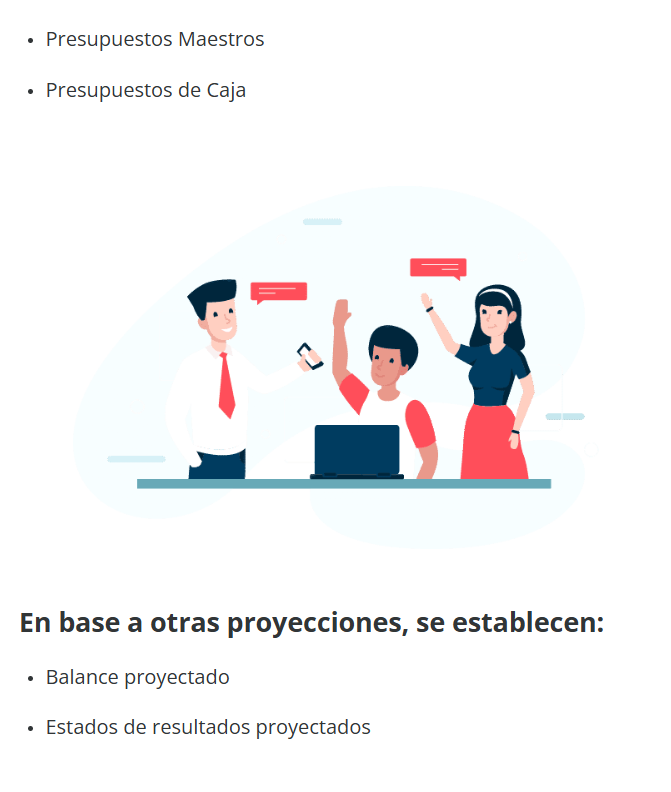 Presupuestos Maestros
Presupuestos de Caja
En base a otras proyecciones, se establecen:
Balance proyectado
Estados de resultados proyectados